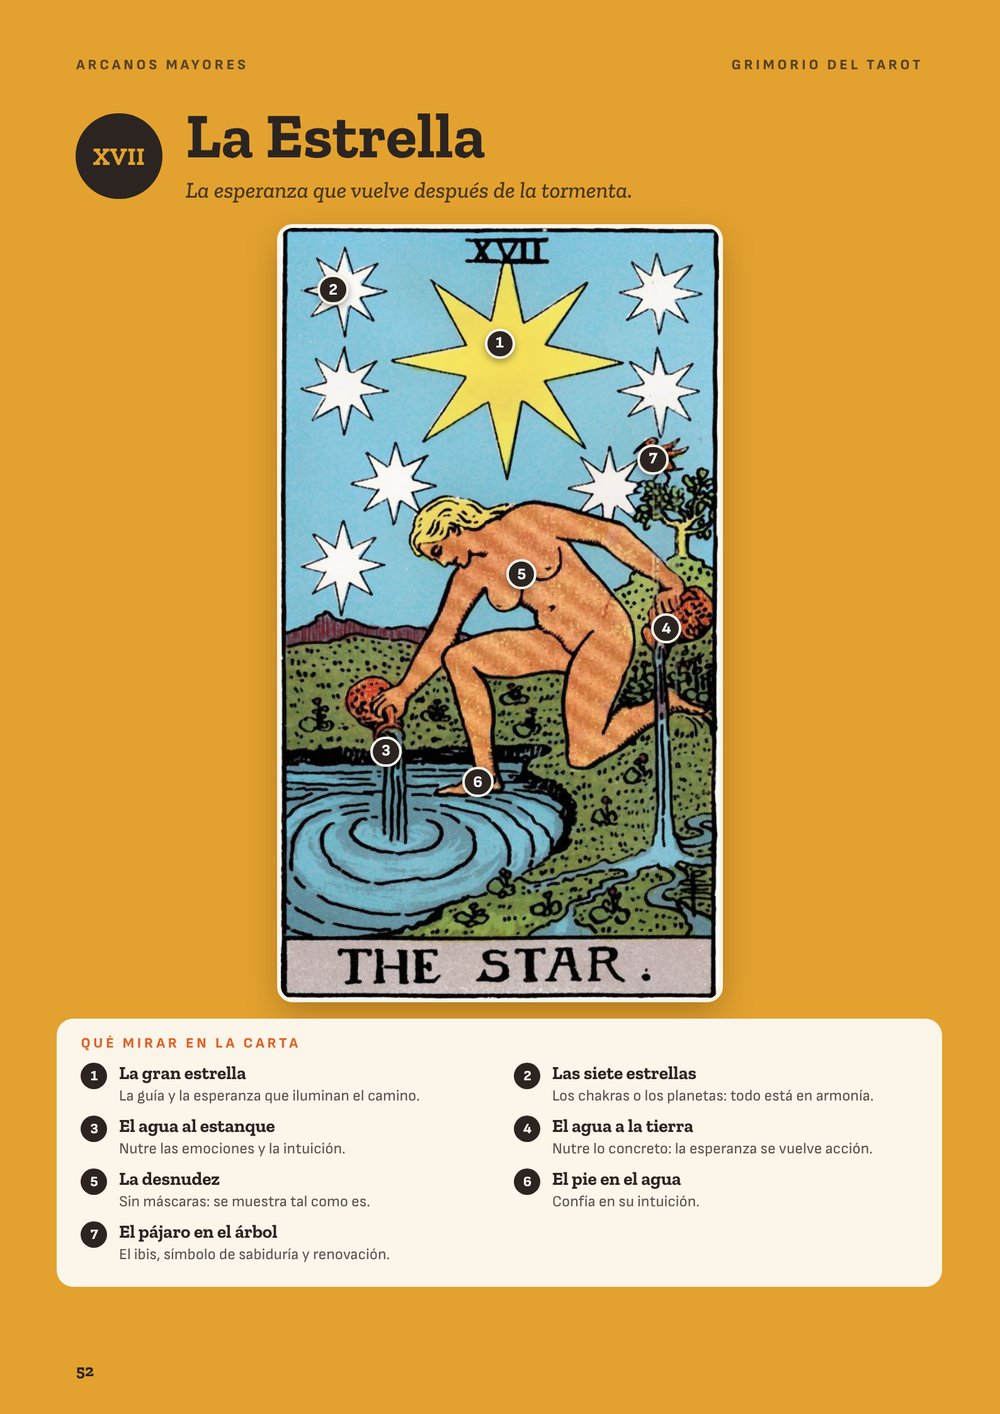 ARCANOS MAYORES
GRIMORIO DEL TAROT
XVII
La Estrella
La esperanza que vuelve después de la tormenta.
XVII
2
1
7
5
4
3
6
THE STAR.
QUÉ MIRAR EN LA CARTA
1 La gran estrella
La guía y la esperanza que iluminan el camino.
2 Las siete estrellas
Los chakras o los planetas: todo está en armonía.
3 El agua al estanque
Nutre las emociones y la intuición.
4 El agua a la tierra
Nutre lo concreto: la esperanza se vuelve acción.
5 La desnudez
Sin máscaras: se muestra tal como es.
6 El pie en el agua
Confía en su intuición.
7 El pájaro en el árbol
El ibis, símbolo de sabiduría y renovación.
52